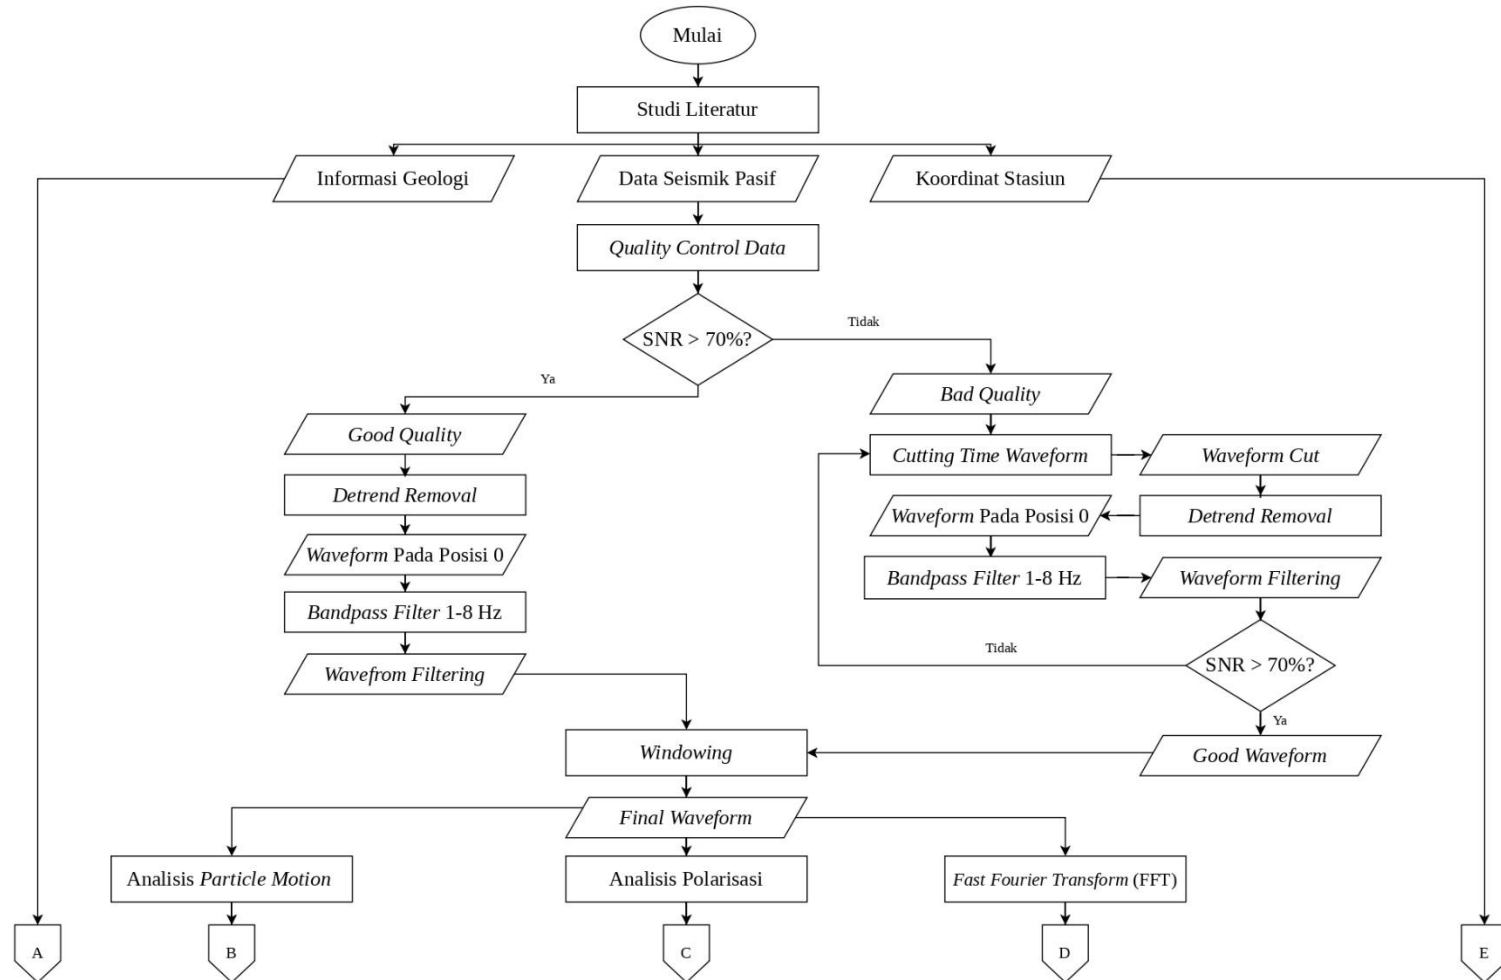 Mulai
Studi Literatur
Informasi Geologi
Data Seismik Pasif
Koordinat Stasiun
Quality Control Data
SNR > 70%?
Tidak
Ya
Bad Quality
Good Quality
Cutting Time Waveform
Waveform Cut
Detrend Removal
Waveform Pada Posisi 0
Detrend Removal
Waveform Pada Posisi 0
Bandpass Filter 1-8 Hz
Waveform Filtering
Bandpass Filter 1-8 Hz
Wavefrom Filtering
Tidak
SNR > 70%?
Ya
Windowing
Good Waveform
Final Waveform
Analisis Particle Motion
Analisis Polarisasi
Fast Fourier Transform (FFT)
A
B
C
D
E